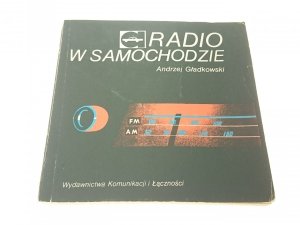 RADIO
W SAMOCHODZIE
Andrzej Gładkowski
FM
AM
Wydawnictwa Komunikacji i Łączności